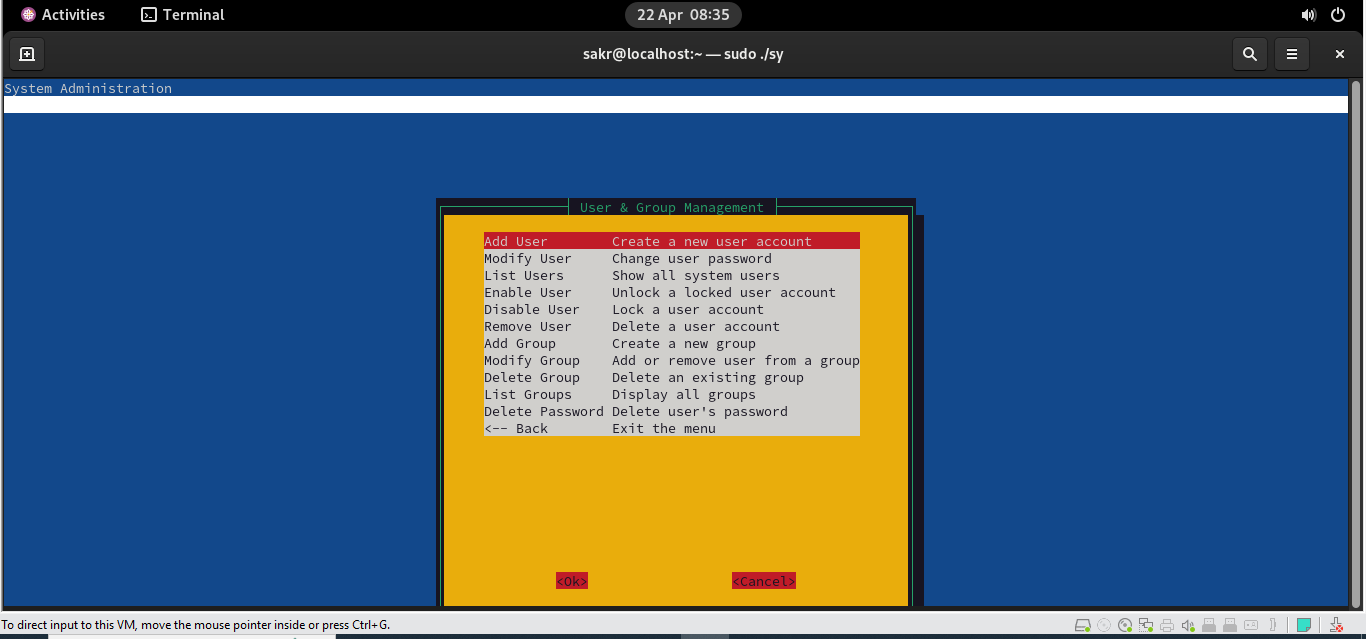 Activities Terminal 22 Apr 08:35
sakr@localhost:~ — sudo ./sy
System Administration
User & Group Management
Add User Create a new user account
Modify User Change user password
List Users Show all system users
Enable User Unlock a locked user account
Disable User Lock a user account
Remove User Delete a user account
Add Group Create a new group
Modify Group Add or remove user from a group
Delete Group Delete an existing group
List Groups Display all groups
Delete Password Delete user's password
<-- Back Exit the menu
<Ok> <Cancel>
To direct input to this VM, move the mouse pointer inside or press Ctrl+G.